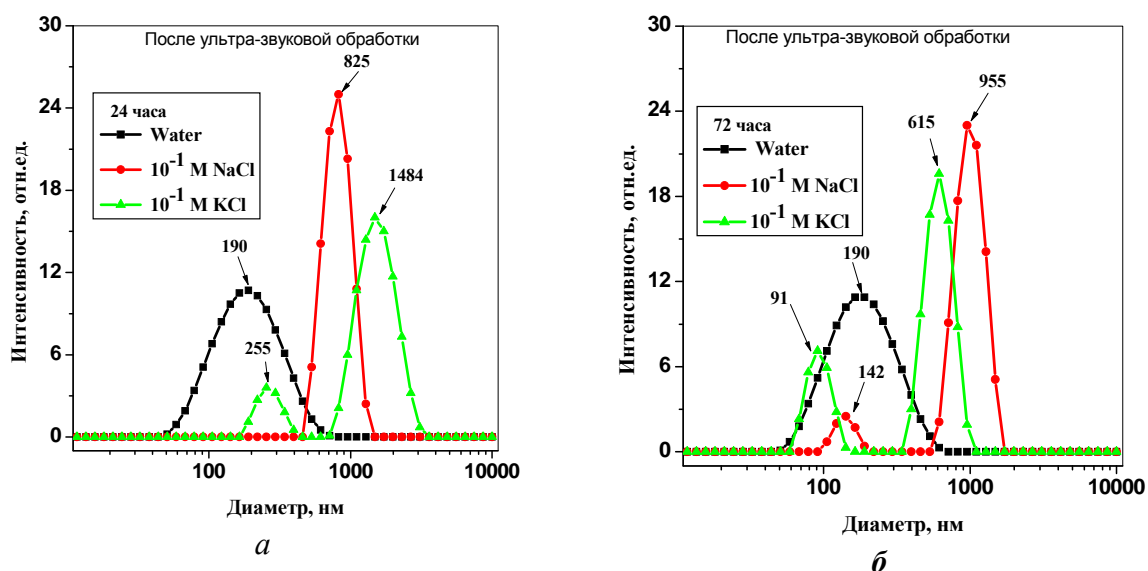 После ультра-звуковой обработки
24 часа
Water
10⁻¹ M NaCl
10⁻¹ M KCl
825
1484
190
255
30
24
18
12
6
0
100
1000
10000
Интенсивность, отн.ед.
Диаметр, нм
а
После ультра-звуковой обработки
72 часа
Water
10⁻¹ M NaCl
10⁻¹ M KCl
955
615
190
91
142
30
24
18
12
6
0
100
1000
10000
Интенсивность, отн.ед.
Диаметр, нм
б